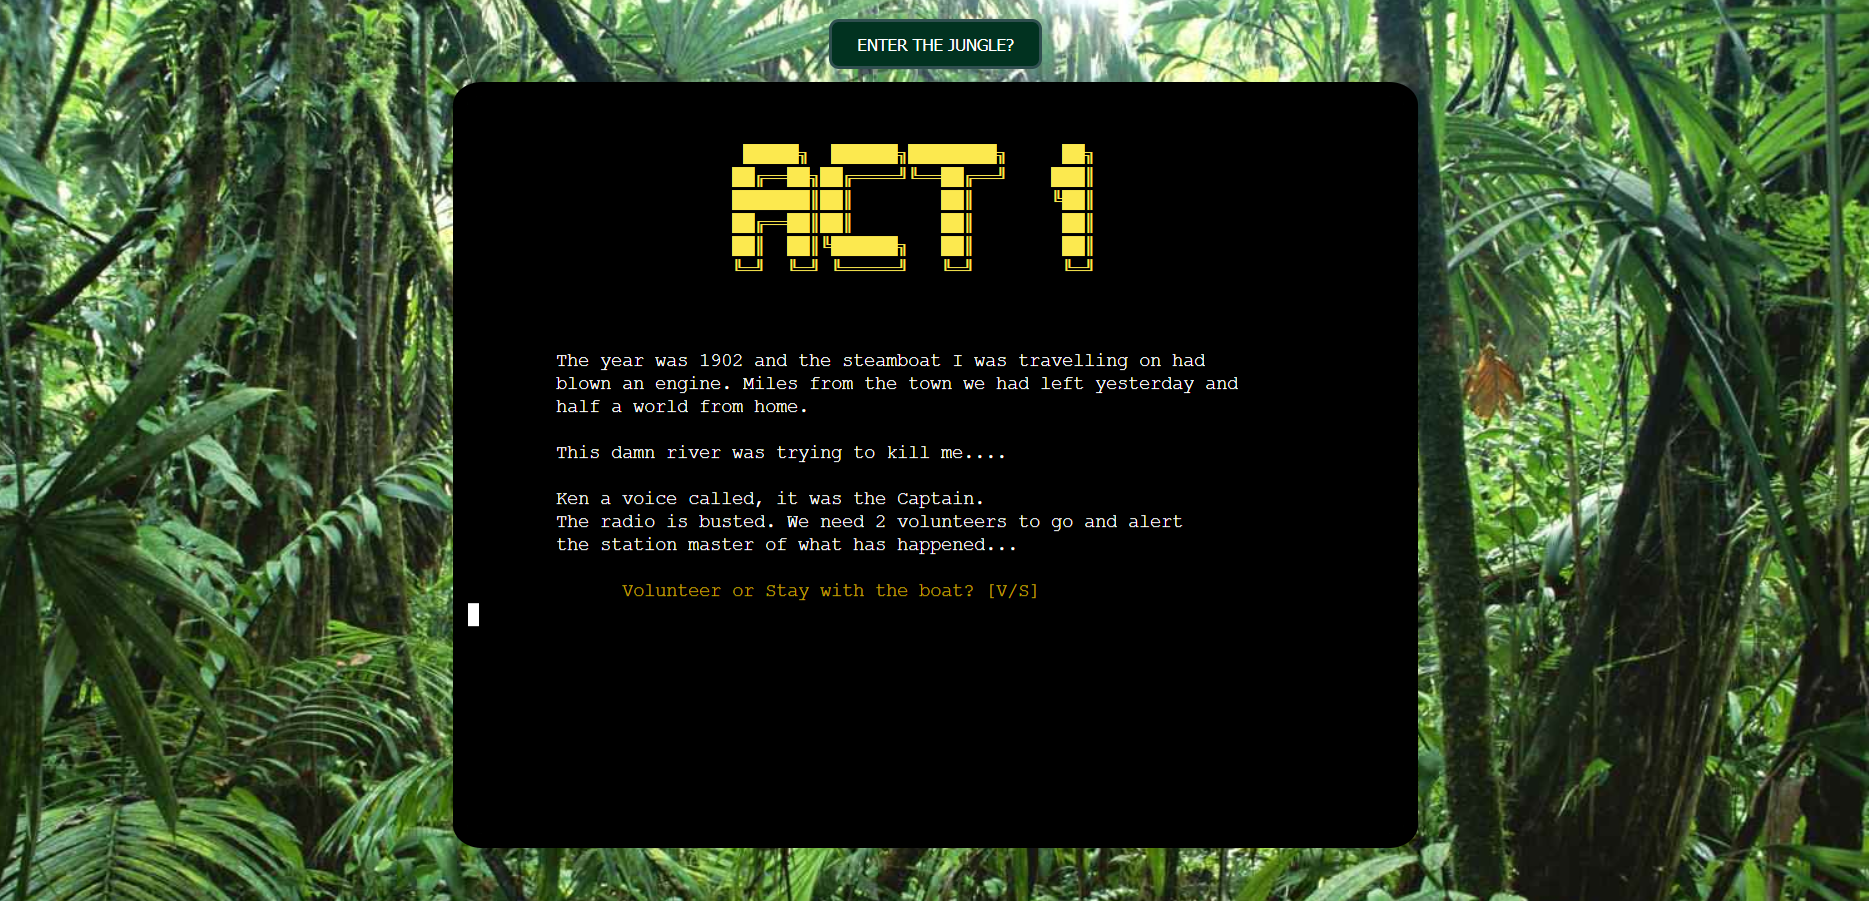 ENTER THE JUNGLE?
ACT 1
The year was 1902 and the steamboat I was travelling on had
blown an engine. Miles from the town we had left yesterday and
half a world from home.
This damn river was trying to kill me....
Ken a voice called, it was the Captain.
The radio is busted. We need 2 volunteers to go and alert
the station master of what has happened...
Volunteer or Stay with the boat? [V/S]